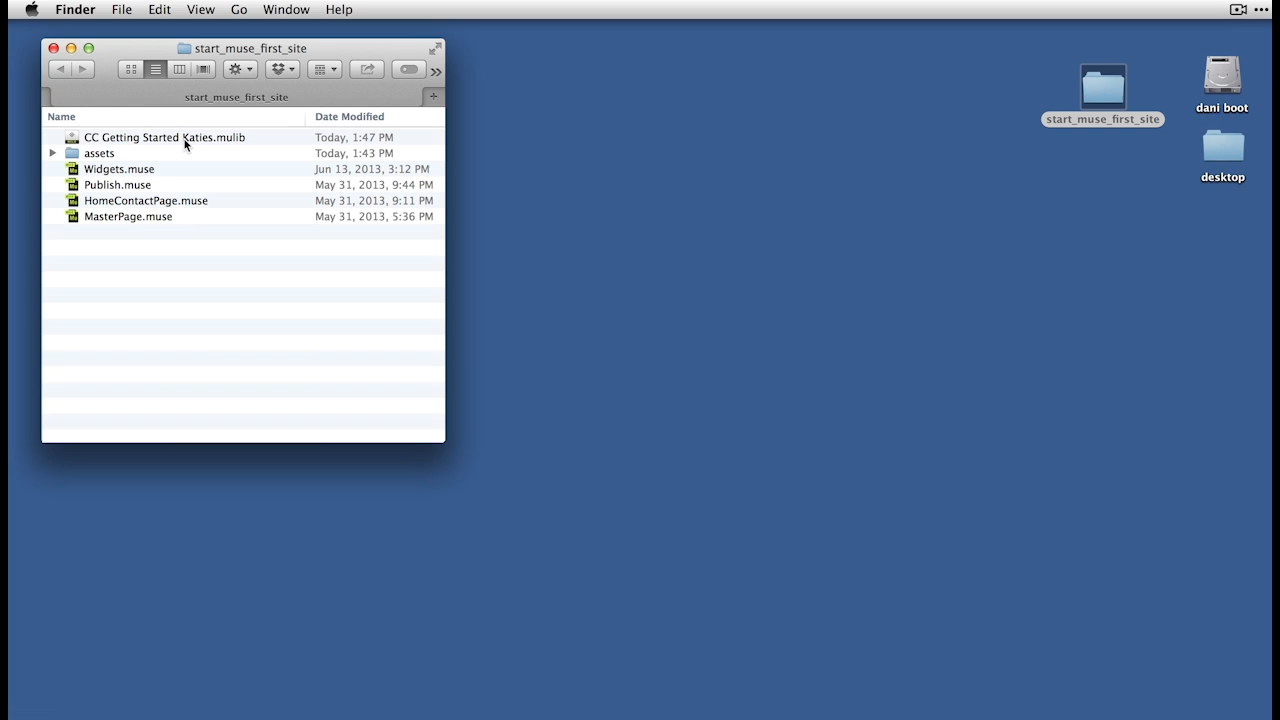 Finder File Edit View Go Window Help
start_muse_first_site
start_muse_first_site
Name Date Modified
CC Getting Started Katies.mulib Today, 1:47 PM
assets Today, 1:43 PM
Widgets.muse Jun 13, 2013, 3:12 PM
Publish.muse May 31, 2013, 9:44 PM
HomeContactPage.muse May 31, 2013, 9:11 PM
MasterPage.muse May 31, 2013, 5:36 PM
start_muse_first_site
dani boot
desktop